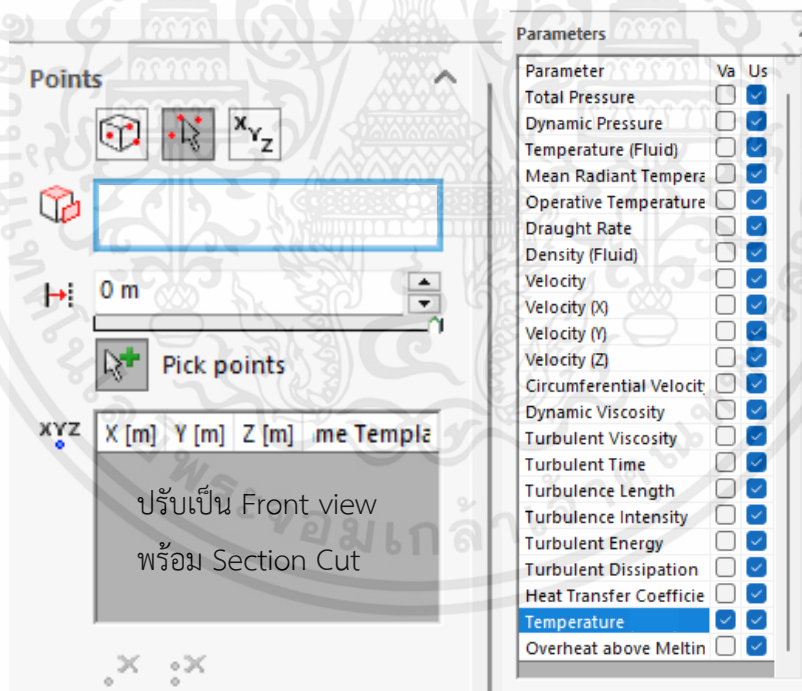 Points
X Y Z
0 m
Pick points
XYZ
X [m] Y [m] Z [m] me Templa
ปรับเป็น Front view
พร้อม Section Cut
Parameters
Parameter Va Us
Total Pressure
Dynamic Pressure
Temperature (Fluid)
Mean Radiant Tempera
Operative Temperature
Draught Rate
Density (Fluid)
Velocity
Velocity (X)
Velocity (Y)
Velocity (Z)
Circumferential Velocit
Dynamic Viscosity
Turbulent Viscosity
Turbulent Time
Turbulence Length
Turbulence Intensity
Turbulent Energy
Turbulent Dissipation
Heat Transfer Coefficie
Temperature
Overheat above Meltin